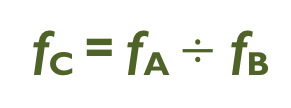 fC = fA ÷ fB